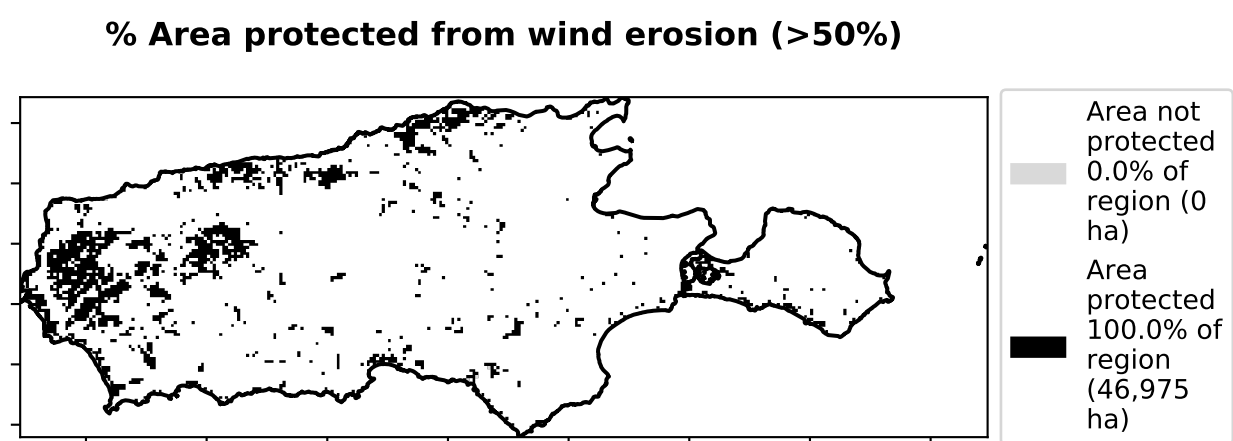 % Area protected from wind erosion (>50%)
Area not
protected
0.0% of
region (0
ha)
Area
protected
100.0% of
region
(46,975
ha)